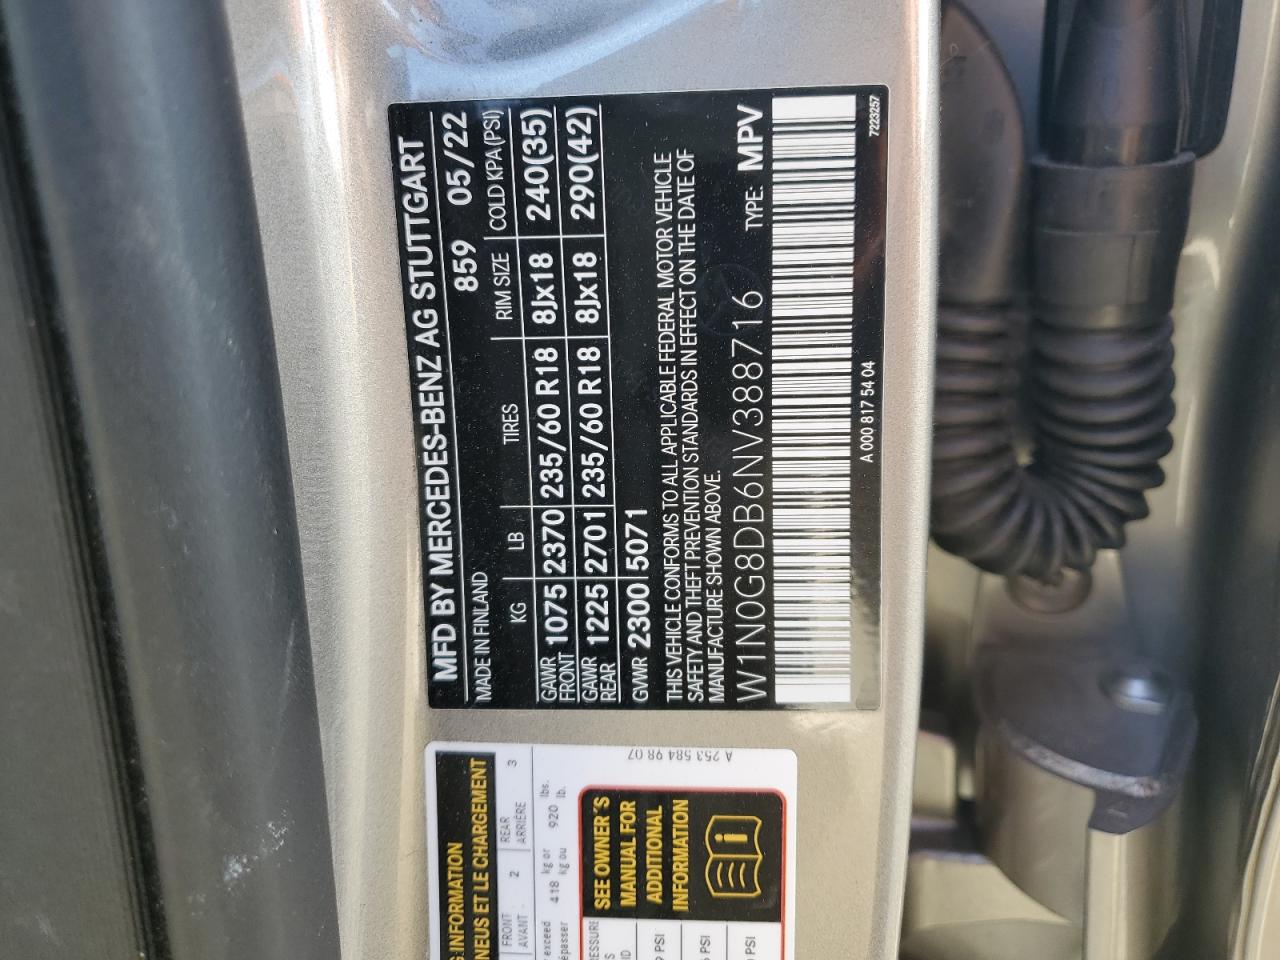 MFD BY MERCEDES-BENZ AG STUTTGART
MADE IN FINLAND 859 05/22
KG LB TIRES RIM SIZE COLD KPA(PSI)
GAWR FRONT 1075 2370 235/60 R18 8Jx18 240(35)
GAWR REAR 1225 2701 235/60 R18 8Jx18 290(42)
GVWR 2300 5071
THIS VEHICLE CONFORMS TO ALL APPLICABLE FEDERAL MOTOR VEHICLE
SAFETY AND THEFT PREVENTION STANDARDS IN EFFECT ON THE DATE OF
MANUFACTURE SHOWN ABOVE.
W1N0G8DB6NV388716 TYPE: MPV
A 000 817 54 04 7223257
INFORMATION
ET LE CHARGEMENT
FRONT 2 REAR 3
AVANT ARRIÈRE
exceed 418 kg or 920 lbs.
kg ou lb.
SEE OWNER'S
MANUAL FOR
ADDITIONAL
INFORMATION
PSI
PSI
PSI
A 253 584 98 07